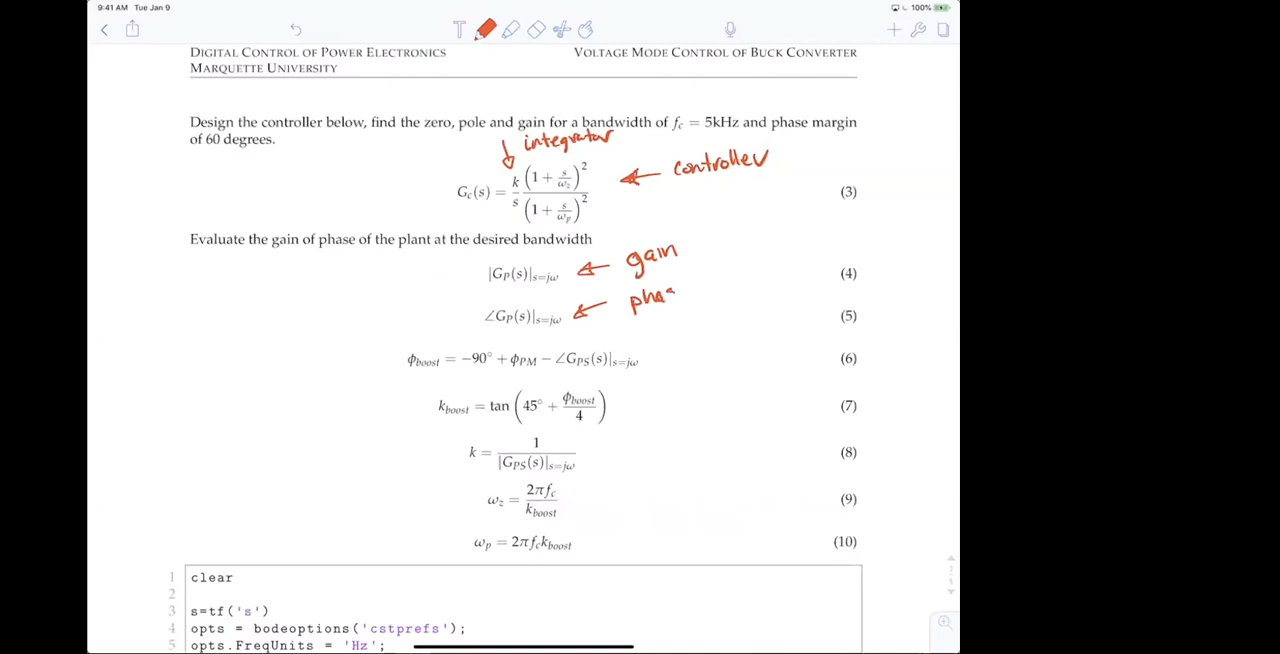 9:41 AM Tue Jan 9
100%
DIGITAL CONTROL OF POWER ELECTRONICS
VOLTAGE MODE CONTROL OF BUCK CONVERTER
MARQUETTE UNIVERSITY
Design the controller below, find the zero, pole and gain for a bandwidth of f_c = 5kHz and phase margin
of 60 degrees.
integrator
G_c(s) = k/s (1 + s/ω_z)^2 / (1 + s/ω_p)^2 (3)
controller
Evaluate the gain of phase of the plant at the desired bandwidth
|G_P(s)|_{s=jω} (4)
gain
∠G_P(s)|_{s=jω} (5)
phas
ϕ_boost = −90° + ϕ_PM − ∠G_PS(s)|_{s=jω} (6)
k_boost = tan (45° + ϕ_boost/4) (7)
k = 1/|G_PS(s)|_{s=jω} (8)
ω_z = 2πf_c/k_boost (9)
ω_p = 2πf_c k_boost (10)
1 clear
2
3 s=tf('s')
4 opts = bodeoptions('cstprefs');
5 opts.FreqUnits = 'Hz';